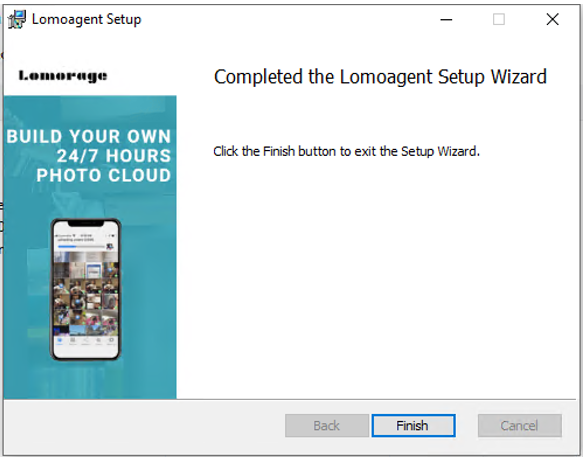 Lomoagent Setup
Lomorage
Completed the Lomoagent Setup Wizard
BUILD YOUR OWN
24/7 HOURS
PHOTO CLOUD
Click the Finish button to exit the Setup Wizard.
Back
Finish
Cancel